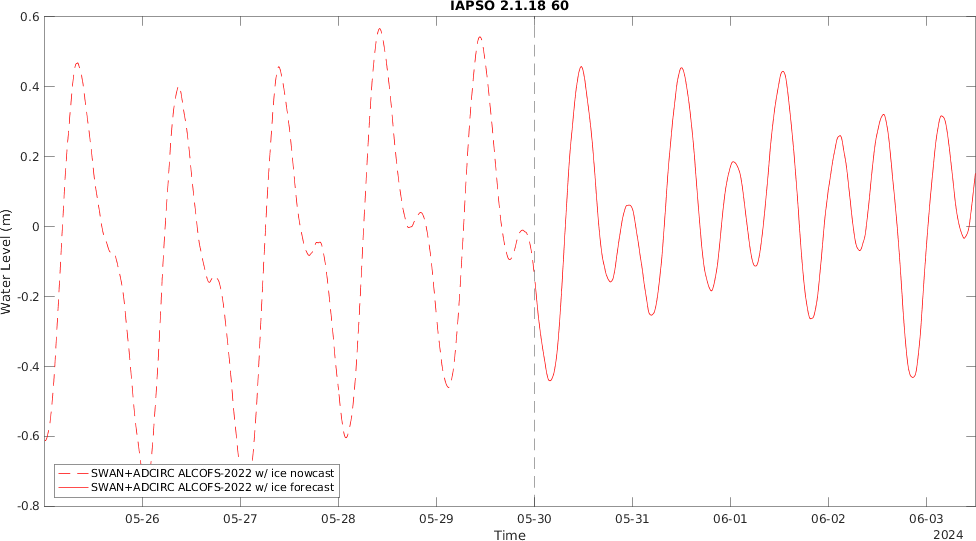 IAPSO 2.1.18 60
Water Level (m)
0.6
0.4
0.2
0
-0.2
-0.4
-0.6
-0.8
SWAN+ADCIRC ALCOFS-2022 w/ ice nowcast
SWAN+ADCIRC ALCOFS-2022 w/ ice forecast
05-26 05-27 05-28 05-29 05-30 05-31 06-01 06-02 06-03
Time
2024